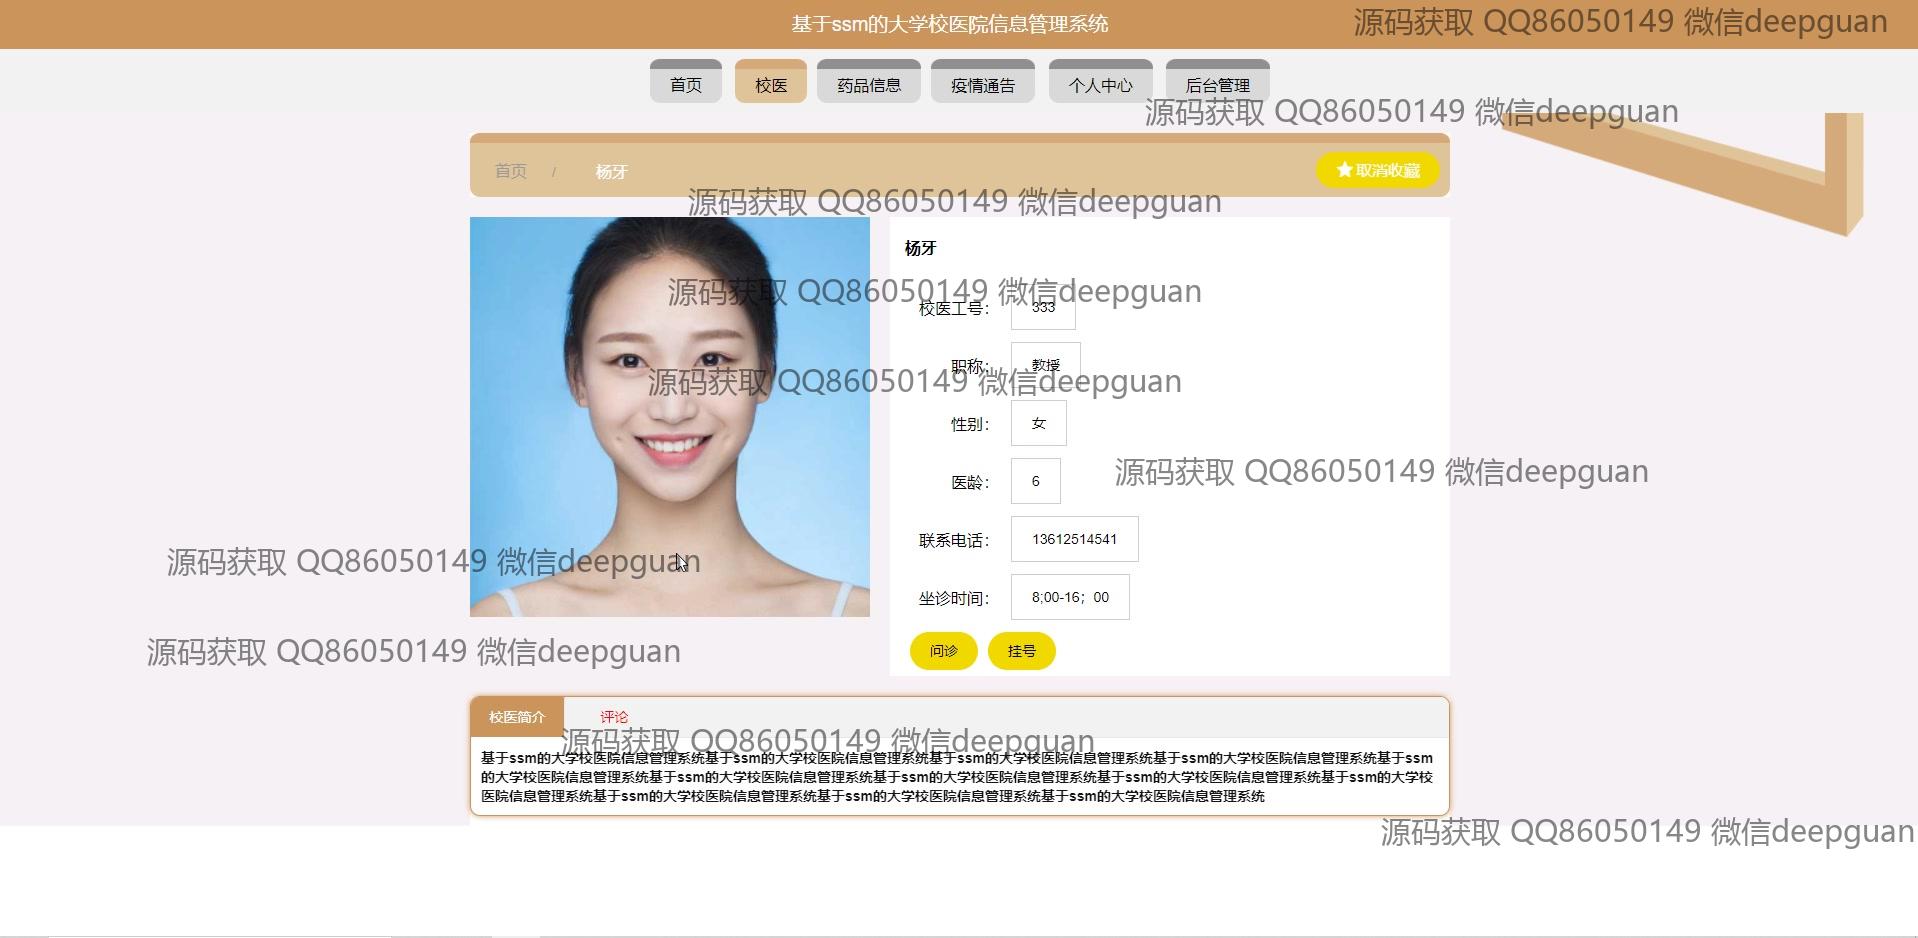 基于ssm的大学校医院信息管理系统
源码获取 QQ86050149 微信deepguan
首页 校医 药品信息 疫情通告 个人中心 后台管理
源码获取 QQ86050149 微信deepguan
首页 / 杨牙
★取消收藏
源码获取 QQ86050149 微信deepguan
杨牙
源码获取 QQ86050149 微信deepguan
校医工号： 333
职称： 教授
源码获取 QQ86050149 微信deepguan
性别： 女
源码获取 QQ86050149 微信deepguan
医龄： 6
联系电话： 13612514541
源码获取 QQ86050149 微信deepguan
坐诊时间： 8;00-16；00
源码获取 QQ86050149 微信deepguan
问诊 挂号
校医简介 评论
源码获取 QQ86050149 微信deepguan
基于ssm的大学校医院信息管理系统基于ssm的大学校医院信息管理系统基于ssm的大学校医院信息管理系统基于ssm的大学校医院信息管理系统基于ssm
的大学校医院信息管理系统基于ssm的大学校医院信息管理系统基于ssm的大学校医院信息管理系统基于ssm的大学校医院信息管理系统基于ssm的大学校
医院信息管理系统基于ssm的大学校医院信息管理系统基于ssm的大学校医院信息管理系统基于ssm的大学校医院信息管理系统
源码获取 QQ86050149 微信deepguan